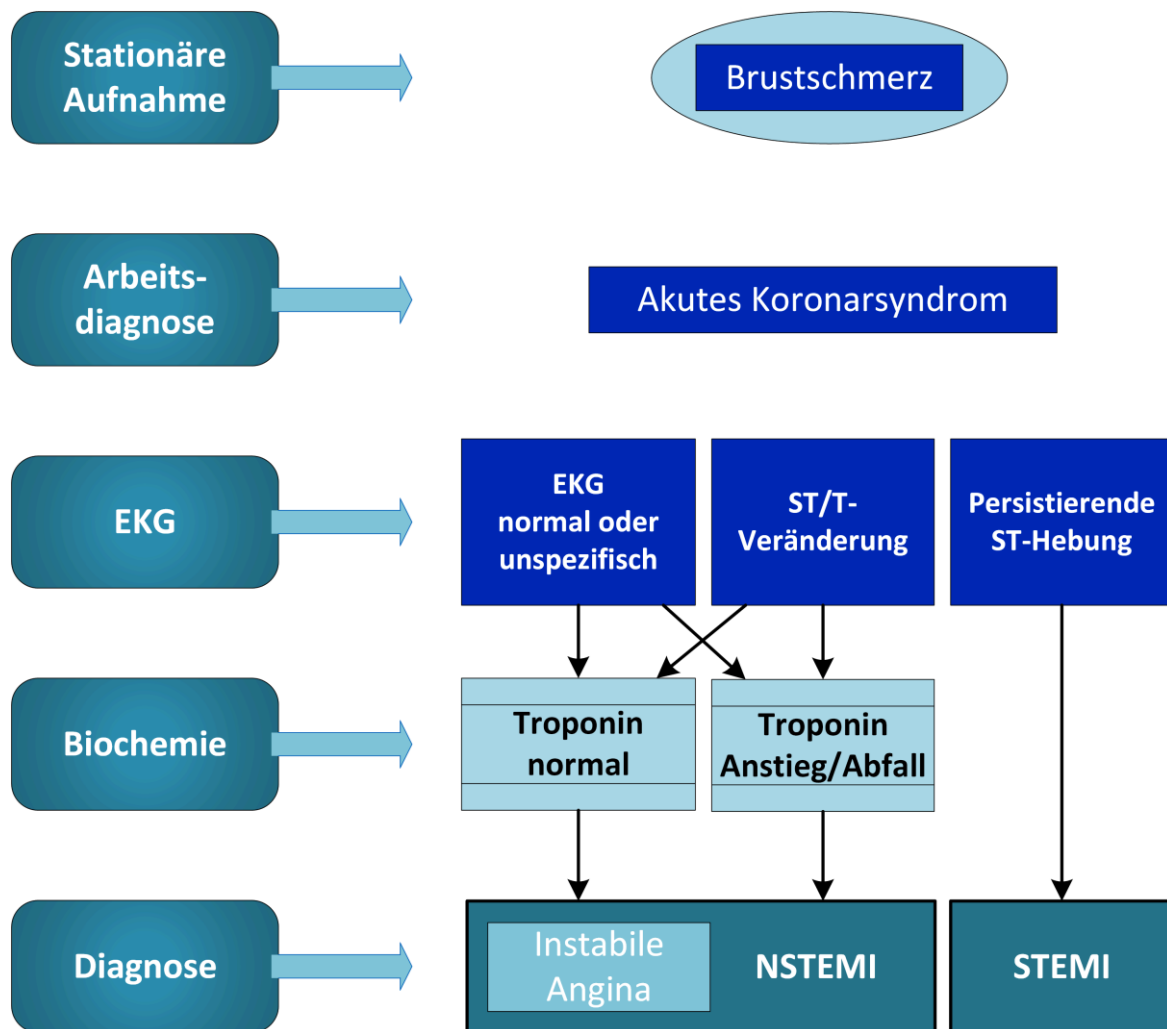 Stationäre
Aufnahme
Brustschmerz
Arbeits-
diagnose
Akutes Koronarsyndrom
EKG
EKG
normal oder
unspezifisch
ST/T-
Veränderung
Persistierende
ST-Hebung
Biochemie
Troponin
normal
Troponin
Anstieg/Abfall
Diagnose
Instabile
Angina
NSTEMI
STEMI